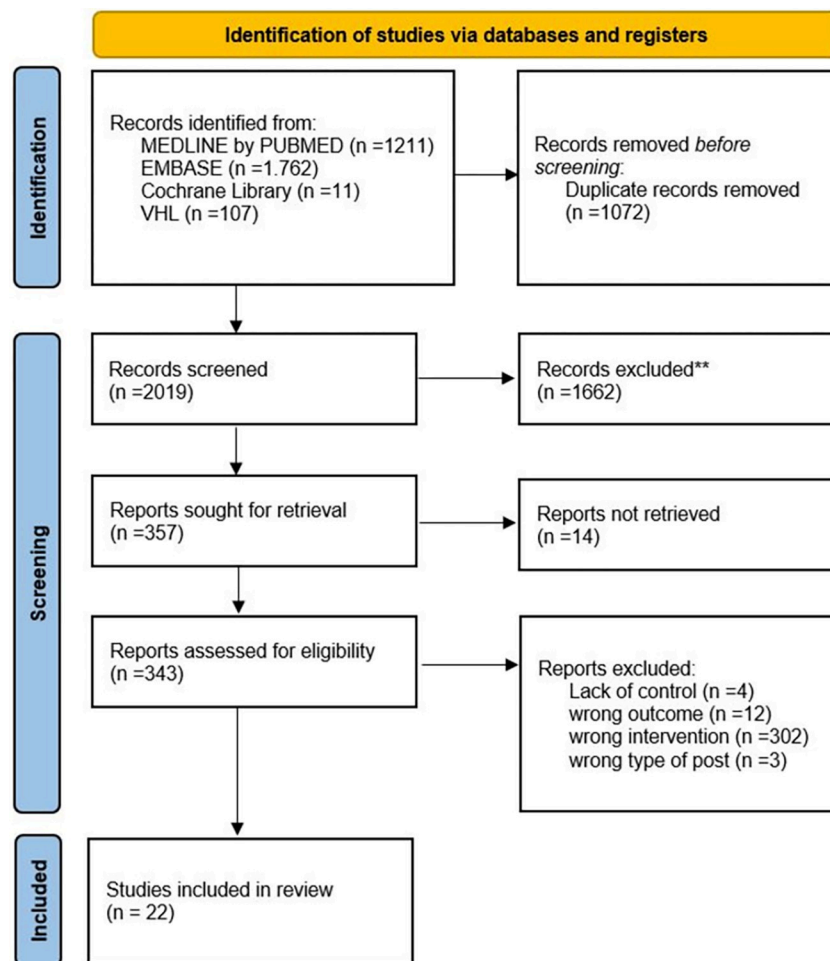 Identification of studies via databases and registers
Identification
Records identified from:
MEDLINE by PUBMED (n =1211)
EMBASE (n =1.762)
Cochrane Library (n =11)
VHL (n =107)
Records removed before
screening:
Duplicate records removed
(n =1072)
Screening
Records screened
(n =2019)
Records excluded**
(n =1662)
Reports sought for retrieval
(n =357)
Reports not retrieved
(n =14)
Reports assessed for eligibility
(n =343)
Reports excluded:
Lack of control (n =4)
wrong outcome (n =12)
wrong intervention (n =302)
wrong type of post (n =3)
Included
Studies included in review
(n = 22)